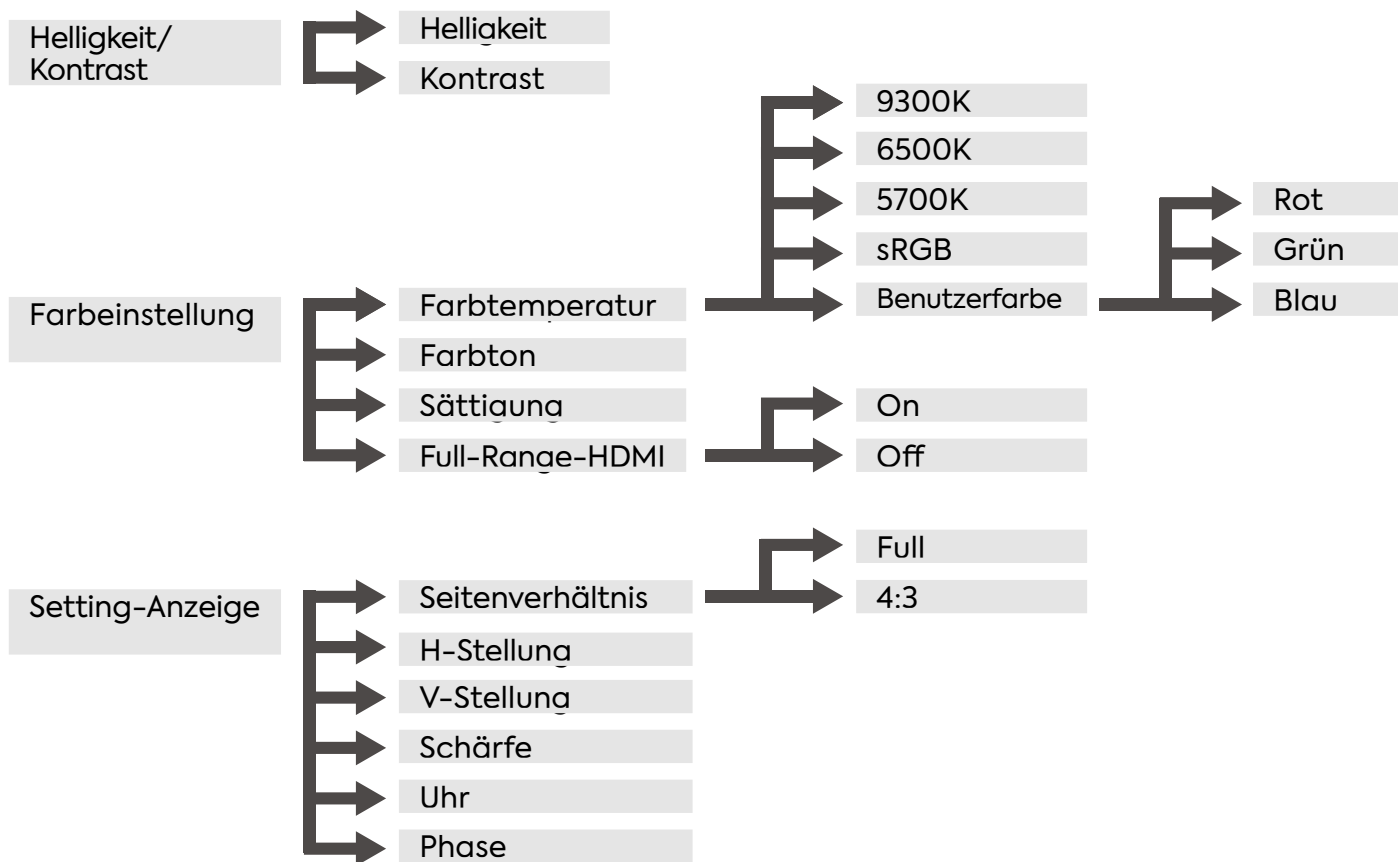 Helligkeit/
Kontrast
Helligkeit
Kontrast
Farbeinstellung
Farbtemperatur
9300K
6500K
5700K
sRGB
Benutzerfarbe
Rot
Grün
Blau
Farbton
Sättigung
Full-Range-HDMI
On
Off
Setting-Anzeige
Seitenverhältnis
Full
4:3
H-Stellung
V-Stellung
Schärfe
Uhr
Phase